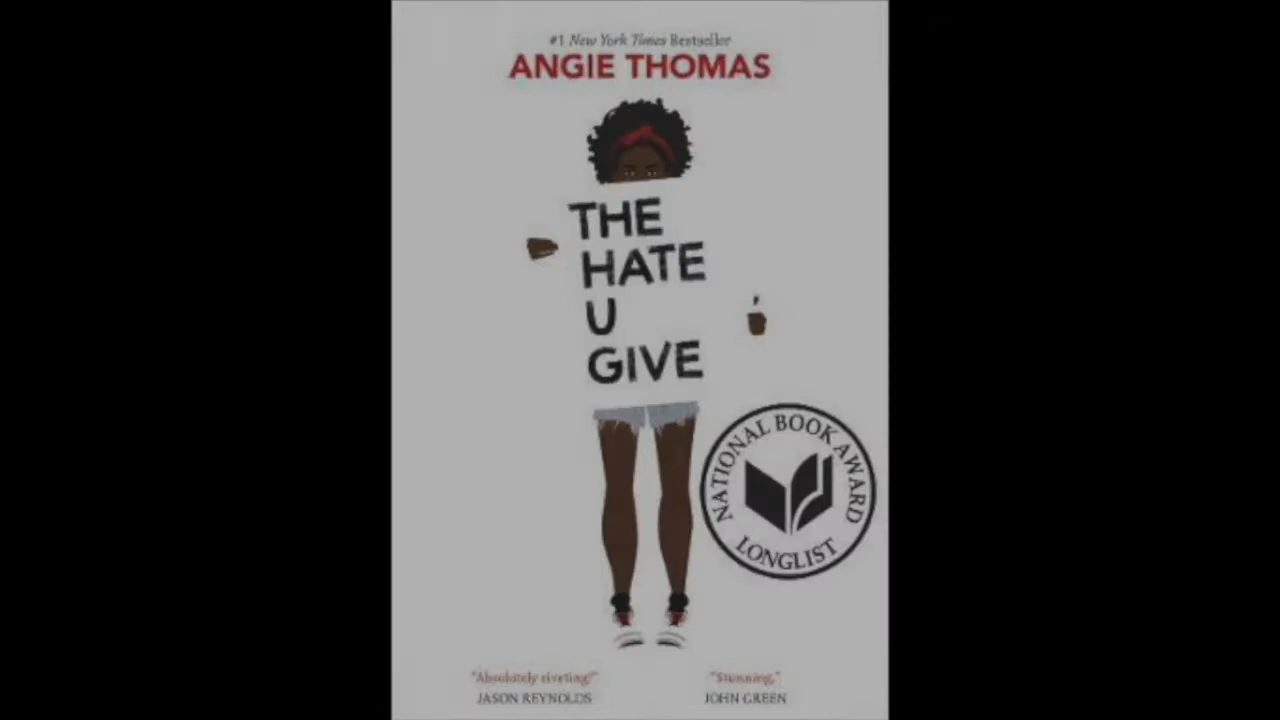 #1 New York Times Bestseller
ANGIE THOMAS
THE
HATE
U
GIVE
NATIONAL BOOK AWARD
LONGLIST
"Absolutely riveting!"
JASON REYNOLDS
"Stunning."
JOHN GREEN